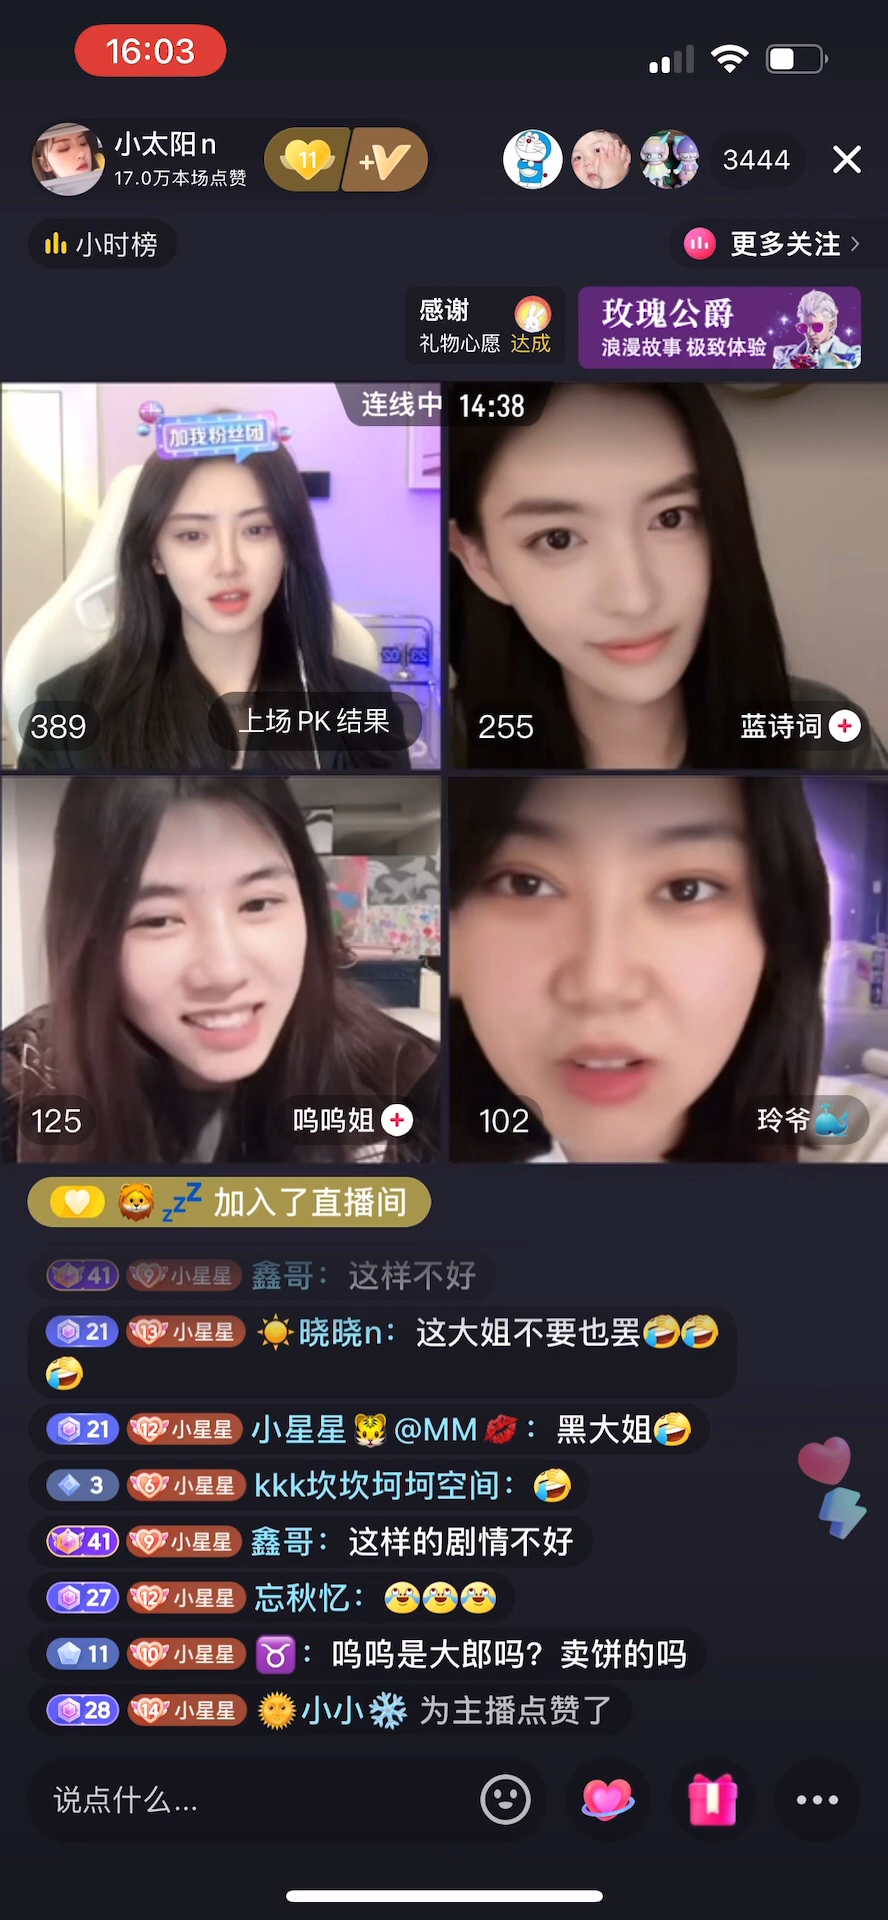 16:03
小太阳n
17.0万本场点赞
11
+V
3444
小时榜
更多关注
感谢
礼物心愿 达成
玫瑰公爵
浪漫故事 极致体验
连线中 14:38
加我粉丝团
389
上场 PK 结果
255
蓝诗词
125
呜呜姐
102
玲爷🐳
🦁💤 加入了直播间
41 9 小星星 鑫哥： 这样不好
21 13 小星星 ☀️晓晓n： 这大姐不要也罢🤣🤣
🤣
21 12 小星星 小星星🐯@MM💋： 黑大姐🤣
3 6 小星星 kkk坎坎坷坷空间： 🤣
41 9 小星星 鑫哥： 这样的剧情不好
27 12 小星星 忘秋忆： 😂😂😂
11 10 小星星 ♉： 呜呜是大郎吗？卖饼的吗
28 14 小星星 🌞小小❄️ 为主播点赞了
说点什么...